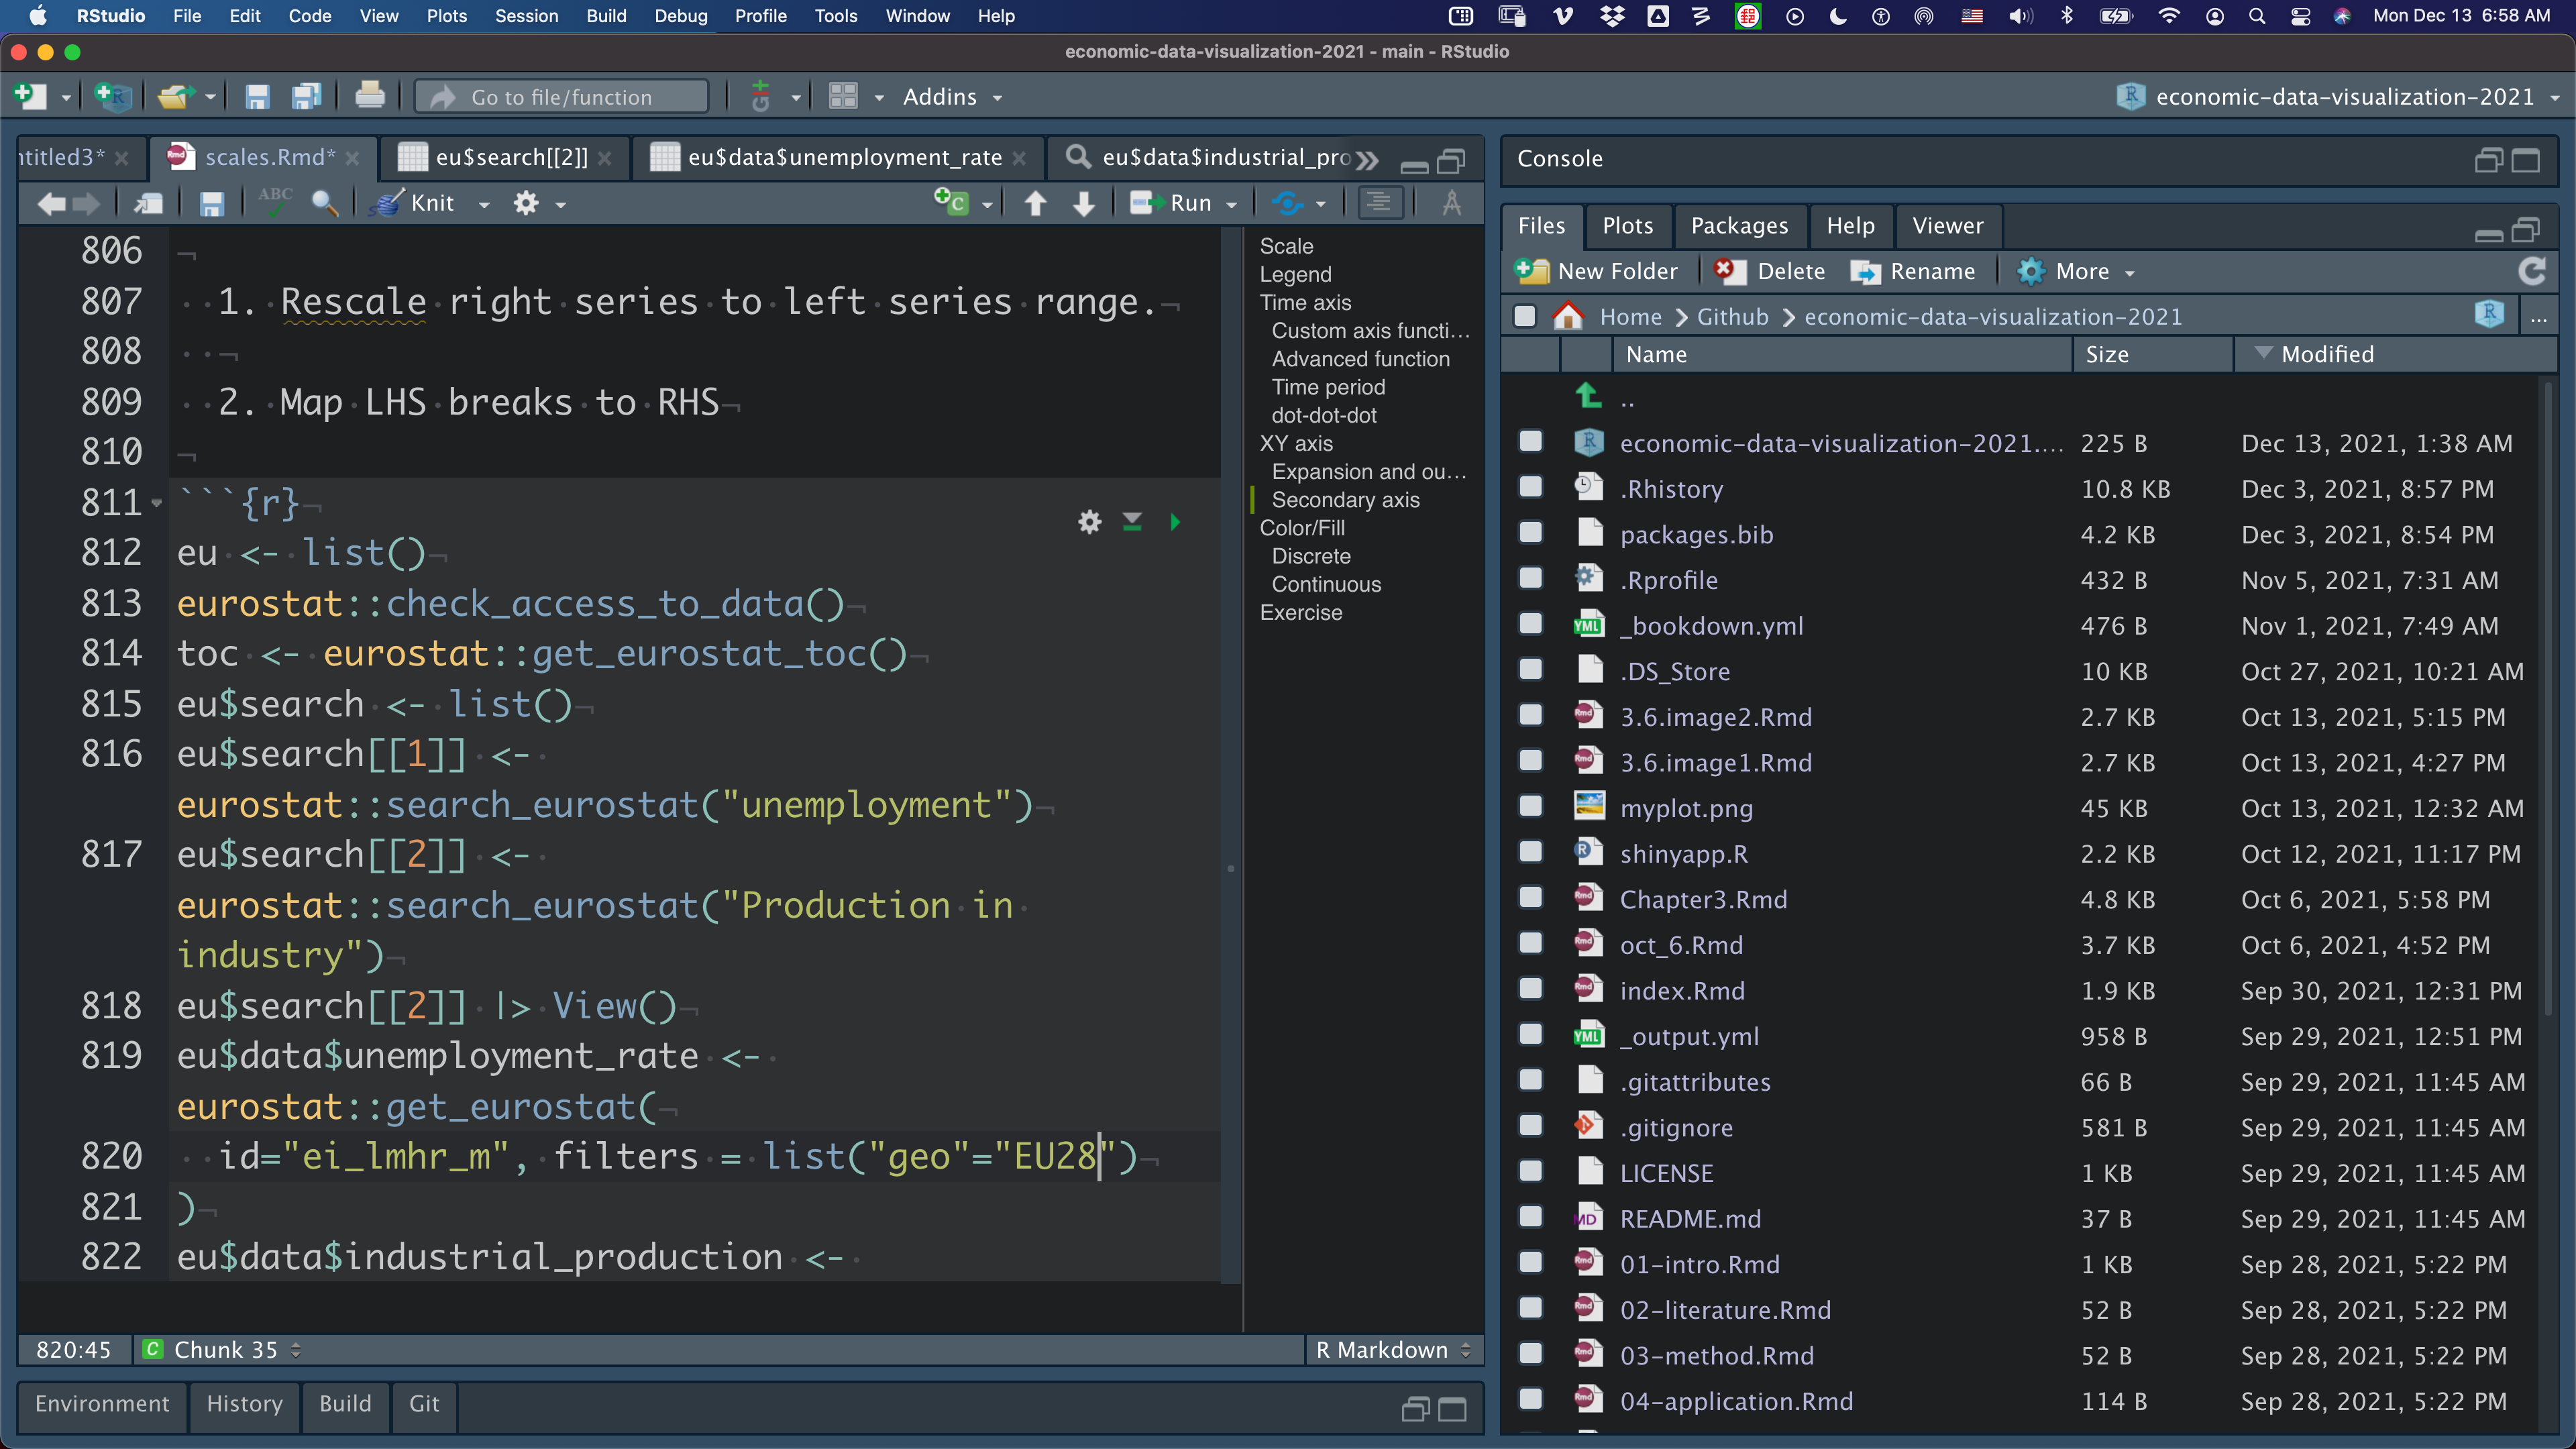 RStudio File Edit Code View Plots Session Build Debug Profile Tools Window Help Mon Dec 13 6:58 AM
economic-data-visualization-2021 - main - RStudio
Go to file/function Addins economic-data-visualization-2021
ntitled3* scales.Rmd* eu$search[[2]] eu$data$unemployment_rate eu$data$industrial_pro
ABC Knit Run
806
807 1. Rescale right series to left series range.
808
809 2. Map LHS breaks to RHS
810
811 ```{r}
812 eu <- list()
813 eurostat::check_access_to_data()
814 toc <- eurostat::get_eurostat_toc()
815 eu$search <- list()
816 eu$search[[1]] <-
eurostat::search_eurostat("unemployment")
817 eu$search[[2]] <-
eurostat::search_eurostat("Production in
industry")
818 eu$search[[2]] |> View()
819 eu$data$unemployment_rate <-
eurostat::get_eurostat(
820 id="ei_lmhr_m", filters = list("geo"="EU28")
821 )
822 eu$data$industrial_production <-
Scale
Legend
Time axis
Custom axis functi...
Advanced function
Time period
dot-dot-dot
XY axis
Expansion and ou...
Secondary axis
Color/Fill
Discrete
Continuous
Exercise
820:45 Chunk 35 R Markdown
Environment History Build Git
Console
Files Plots Packages Help Viewer
New Folder Delete Rename More
Home Github economic-data-visualization-2021 ...
Name Size Modified
..
economic-data-visualization-2021.... 225 B Dec 13, 2021, 1:38 AM
.Rhistory 10.8 KB Dec 3, 2021, 8:57 PM
packages.bib 4.2 KB Dec 3, 2021, 8:54 PM
.Rprofile 432 B Nov 5, 2021, 7:31 AM
_bookdown.yml 476 B Nov 1, 2021, 7:49 AM
.DS_Store 10 KB Oct 27, 2021, 10:21 AM
3.6.image2.Rmd 2.7 KB Oct 13, 2021, 5:15 PM
3.6.image1.Rmd 2.7 KB Oct 13, 2021, 4:27 PM
myplot.png 45 KB Oct 13, 2021, 12:32 AM
shinyapp.R 2.2 KB Oct 12, 2021, 11:17 PM
Chapter3.Rmd 4.8 KB Oct 6, 2021, 5:58 PM
oct_6.Rmd 3.7 KB Oct 6, 2021, 4:52 PM
index.Rmd 1.9 KB Sep 30, 2021, 12:31 PM
_output.yml 958 B Sep 29, 2021, 12:51 PM
.gitattributes 66 B Sep 29, 2021, 11:45 AM
.gitignore 581 B Sep 29, 2021, 11:45 AM
LICENSE 1 KB Sep 29, 2021, 11:45 AM
README.md 37 B Sep 29, 2021, 11:45 AM
01-intro.Rmd 1 KB Sep 28, 2021, 5:22 PM
02-literature.Rmd 52 B Sep 28, 2021, 5:22 PM
03-method.Rmd 52 B Sep 28, 2021, 5:22 PM
04-application.Rmd 114 B Sep 28, 2021, 5:22 PM